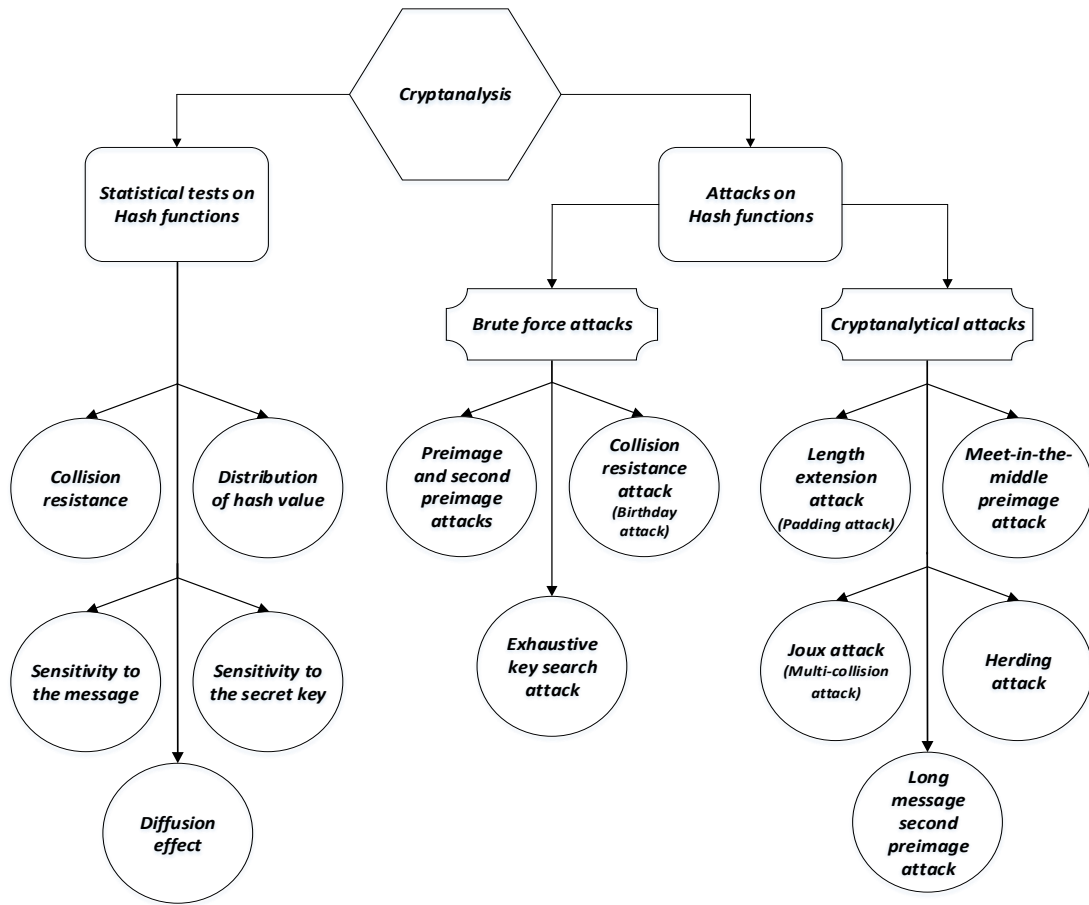 Cryptanalysis
Statistical tests on
Hash functions
Attacks on
Hash functions
Brute force attacks
Cryptanalytical attacks
Collision
resistance
Distribution
of hash value
Preimage
and second
preimage
attacks
Collision
resistance
attack
(Birthday
attack)
Length
extension
attack
(Padding attack)
Meet-in-the-
middle
preimage
attack
Sensitivity to
the message
Sensitivity to
the secret key
Exhaustive
key search
attack
Joux attack
(Multi-collision
attack)
Herding
attack
Diffusion
effect
Long
message
second
preimage
attack